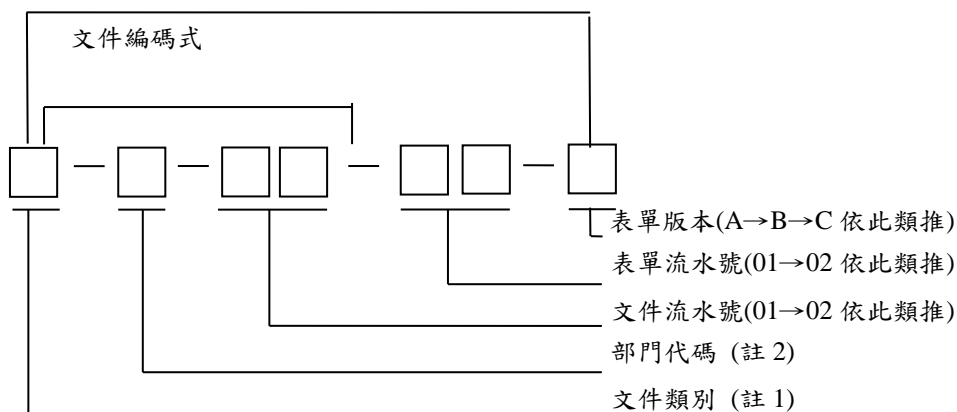 文件編碼式
表單版本(A→B→C 依此類推)
表單流水號(01→02 依此類推)
文件流水號(01→02 依此類推)
部門代碼 (註 2)
文件類別 (註 1)